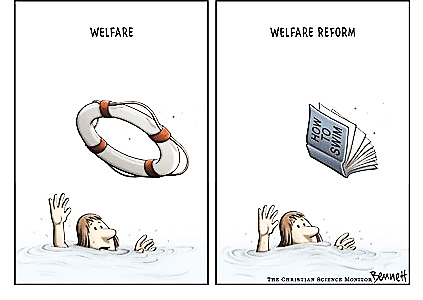 WELFARE
WELFARE REFORM
HOW
TO
SWIM
THE CHRISTIAN SCIENCE MONITOR
Bennett